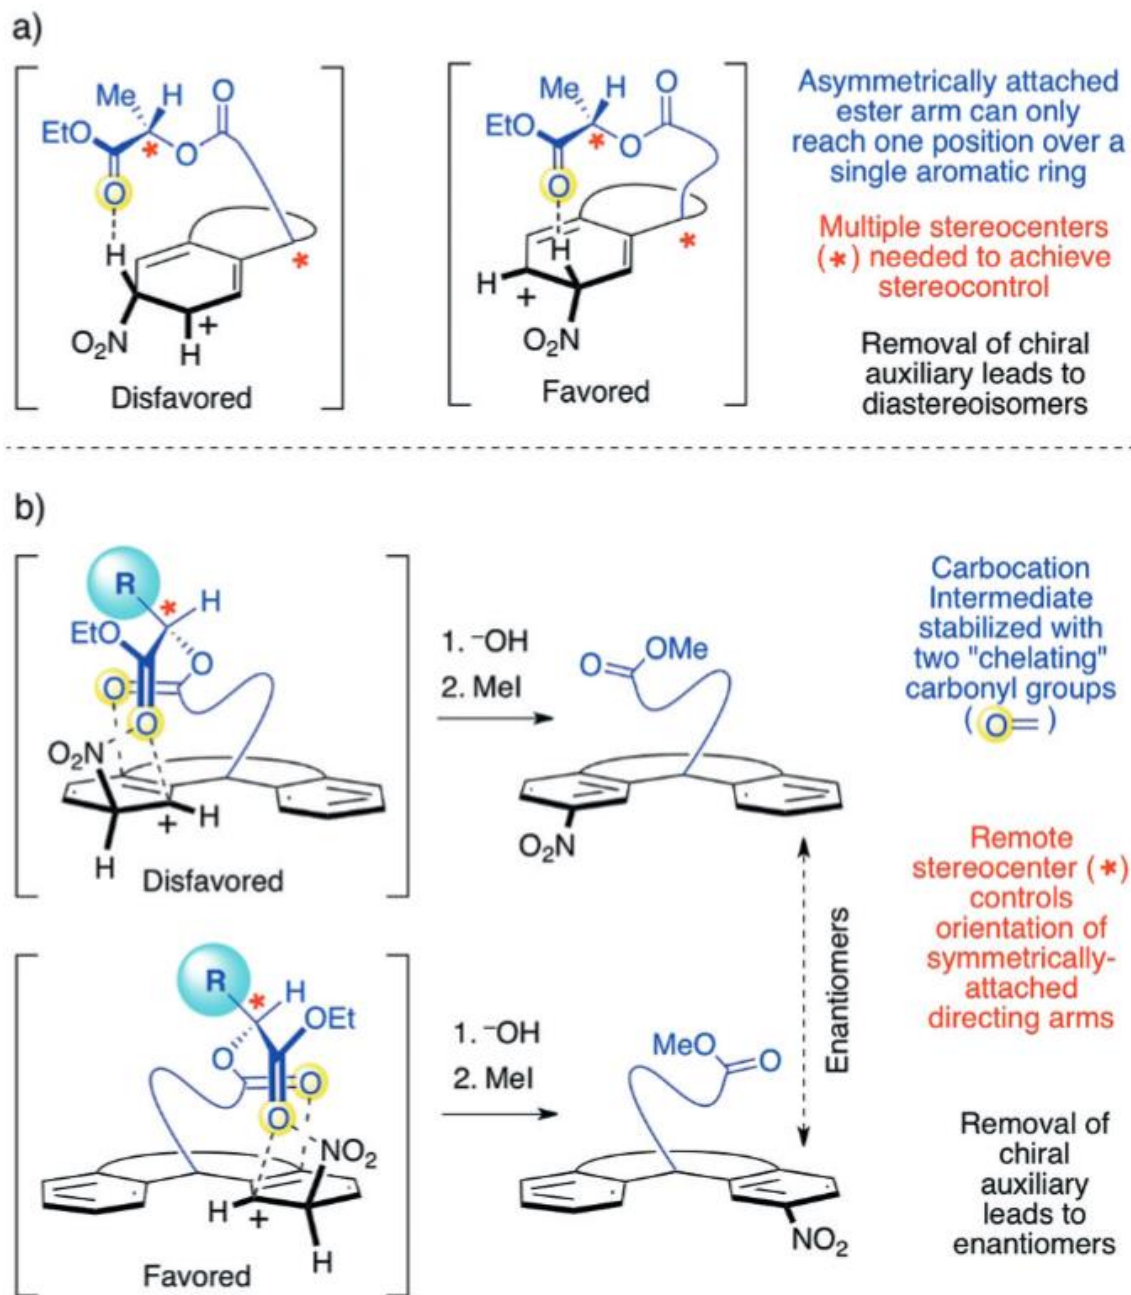 a)
Me H O
EtO
*
O
O
H
*
O₂N
+
H
Disfavored
Me H O
EtO
*
O
O
H
*
H
+
O₂N
Favored
Asymmetrically attached
ester arm can only
reach one position over a
single aromatic ring
Multiple stereocenters
(*) needed to achieve
stereocontrol
Removal of chiral
auxiliary leads to
diastereoisomers
b)
R
*
H
EtO
O
O
O
O₂N
+
H
H
Disfavored
1. ⁻OH
2. MeI
O
OMe
O₂N
Carbocation
Intermediate
stabilized with
two "chelating"
carbonyl groups
( O= )
R
*
H
OEt
O
O
O
NO₂
H
+
H
Favored
1. ⁻OH
2. MeI
MeO
O
NO₂
Enantiomers
Remote
stereocenter (*)
controls
orientation of
symmetrically-
attached
directing arms
Removal of
chiral
auxiliary
leads to
enantiomers